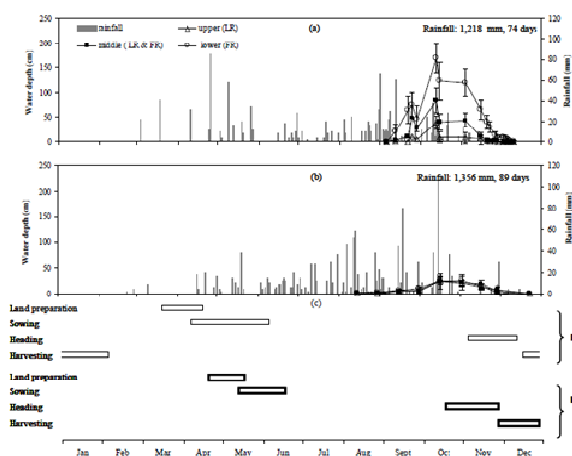 rainfall upper (LR) (a) Rainfall: 1,218 mm, 74 days
middle ( LR & FR) lower (FR)
Water depth (cm)
250
200
150
100
50
0
Rainfall (mm)
120
100
80
60
40
20
0
(b) Rainfall: 1,356 mm, 89 days
Water depth (cm)
250
200
150
100
50
0
Rainfall (mm)
120
100
80
60
40
20
0
(c)
Land preparation
Sowing
Heading
Harvesting
Land preparation
Sowing
Heading
Harvesting
Jan Feb Mar Apr May Jun Jul Aug Sept Oct Nov Dec